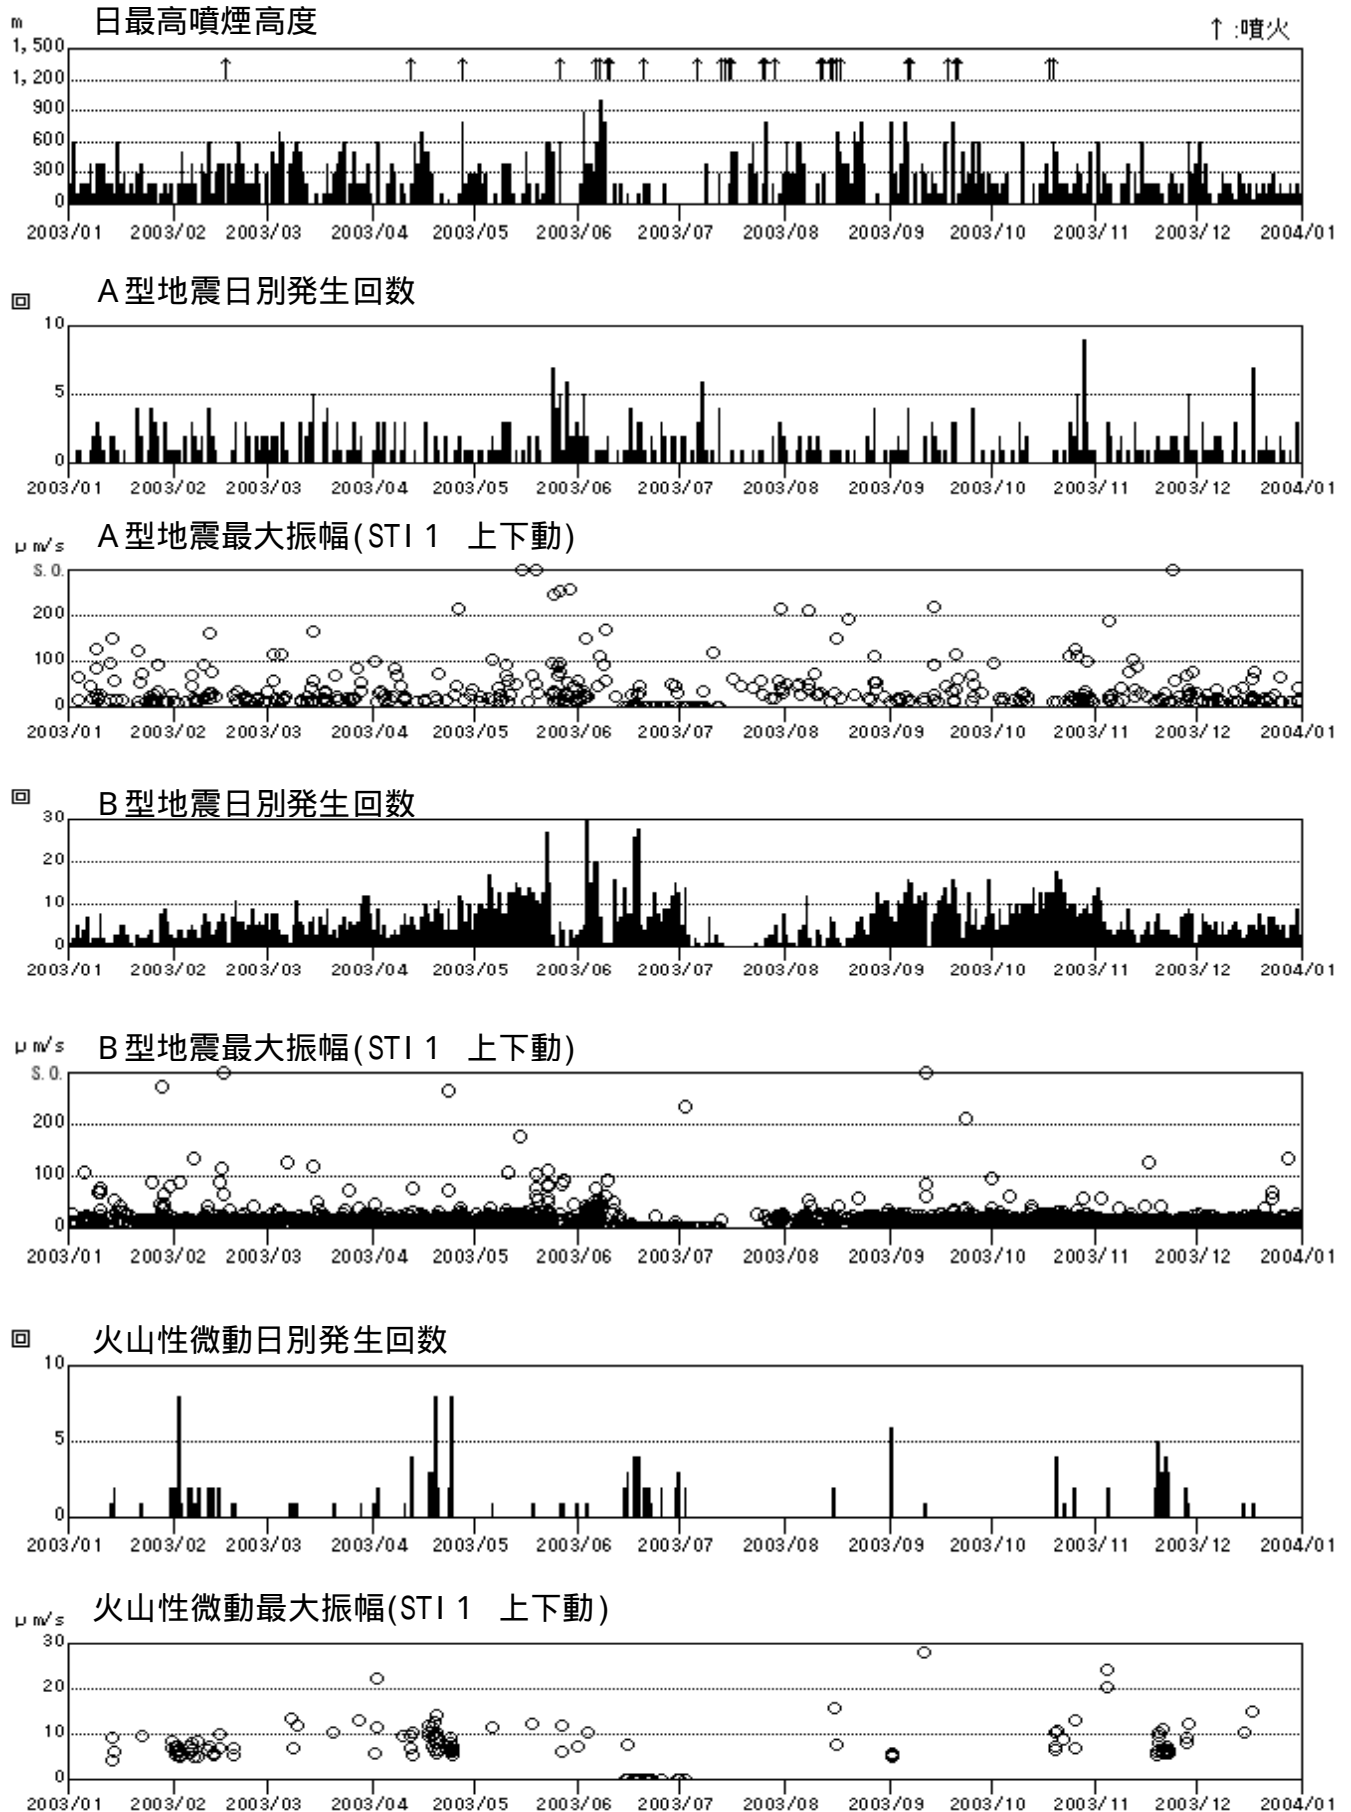 m 日最高噴煙高度 ↑ :噴火
1,500
1,200
900
600
300
0
2003/01 2003/02 2003/03 2003/04 2003/05 2003/06 2003/07 2003/08 2003/09 2003/10 2003/11 2003/12 2004/01
回 A型地震日別発生回数
10
5
0
2003/01 2003/02 2003/03 2003/04 2003/05 2003/06 2003/07 2003/08 2003/09 2003/10 2003/11 2003/12 2004/01
μm/s A型地震最大振幅(STI1 上下動)
S.O.
200
100
0
2003/01 2003/02 2003/03 2003/04 2003/05 2003/06 2003/07 2003/08 2003/09 2003/10 2003/11 2003/12 2004/01
回 B型地震日別発生回数
30
20
10
0
2003/01 2003/02 2003/03 2003/04 2003/05 2003/06 2003/07 2003/08 2003/09 2003/10 2003/11 2003/12 2004/01
μm/s B型地震最大振幅(STI1 上下動)
S.O.
200
100
0
2003/01 2003/02 2003/03 2003/04 2003/05 2003/06 2003/07 2003/08 2003/09 2003/10 2003/11 2003/12 2004/01
回 火山性微動日別発生回数
10
5
0
2003/01 2003/02 2003/03 2003/04 2003/05 2003/06 2003/07 2003/08 2003/09 2003/10 2003/11 2003/12 2004/01
μm/s 火山性微動最大振幅(STI1 上下動)
30
20
10
0
2003/01 2003/02 2003/03 2003/04 2003/05 2003/06 2003/07 2003/08 2003/09 2003/10 2003/11 2003/12 2004/01